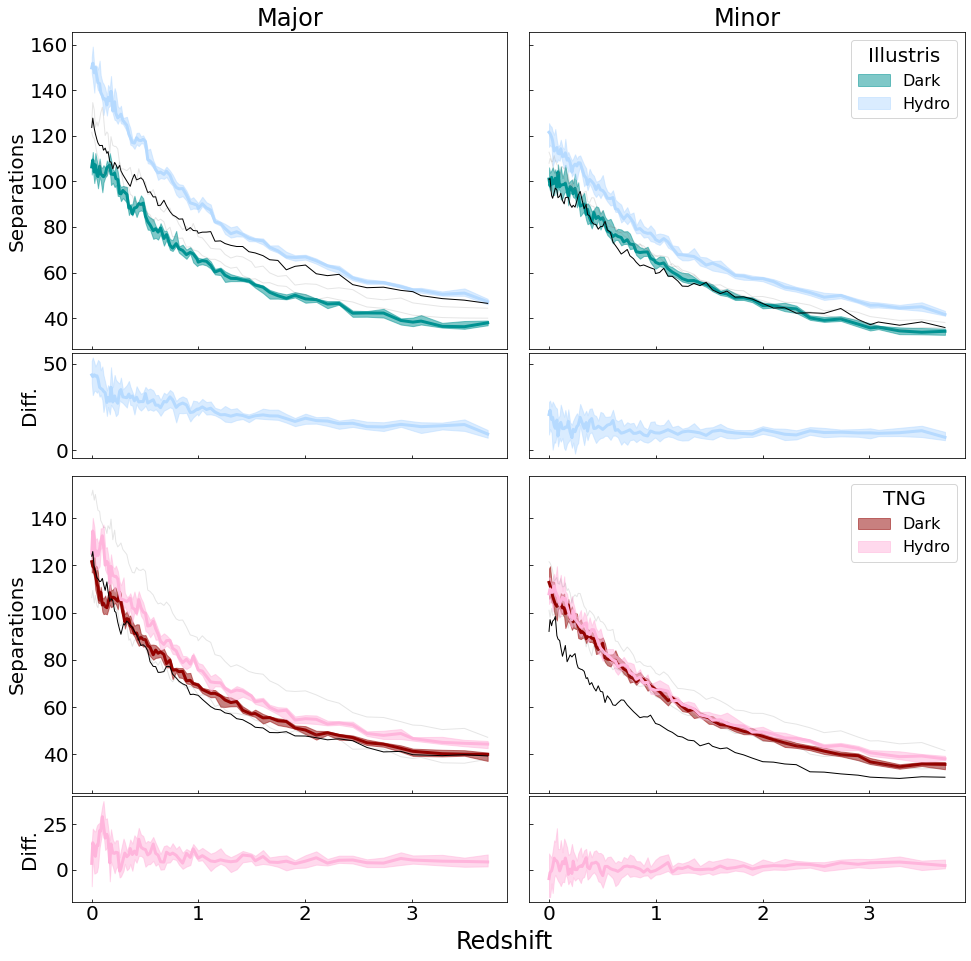 Major
Minor
160
140
120
100
80
60
40
Separations
Illustris
Dark
Hydro
50
0
Diff.
140
120
100
80
60
40
Separations
TNG
Dark
Hydro
25
0
Diff.
0 1 2 3
0 1 2 3
Redshift